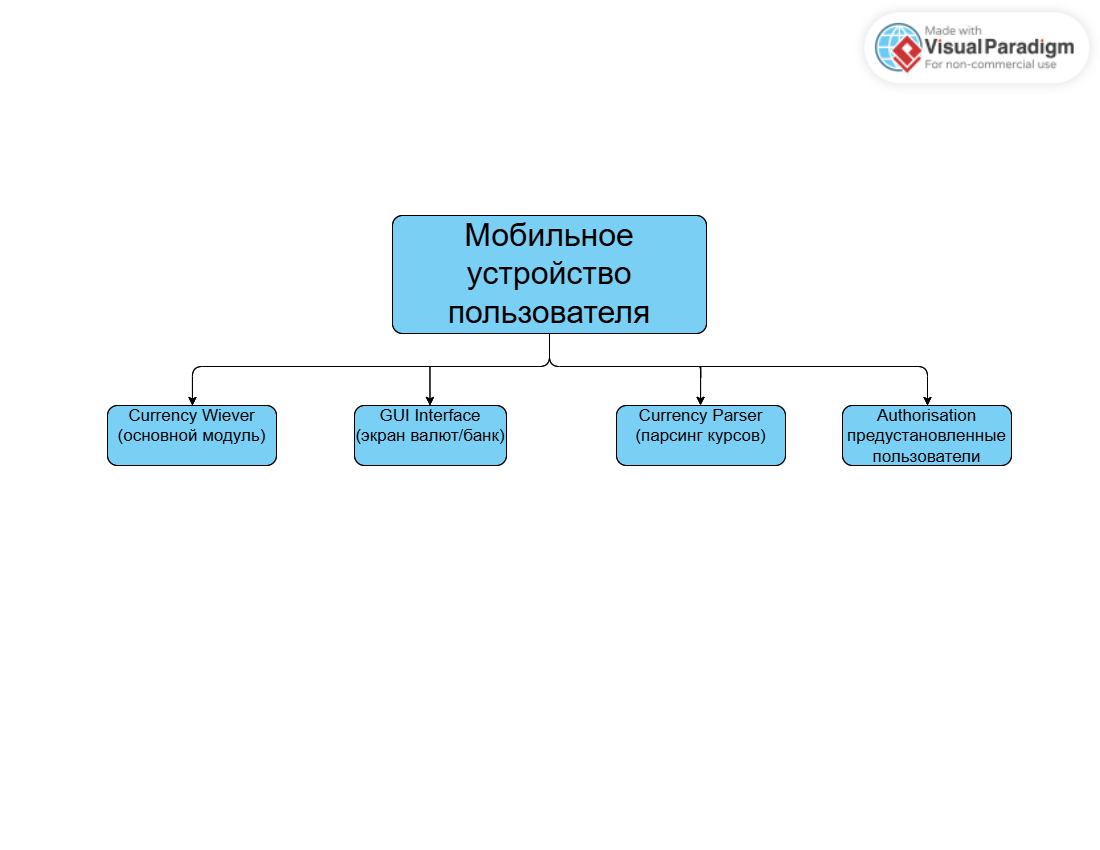 Made with
Visual Paradigm
For non-commercial use
Мобильное
устройство
пользователя
Currency Wiever
(основной модуль)
GUI Interface
(экран валют/банк)
Currency Parser
(парсинг курсов)
Authorisation
предустановленные
пользователи